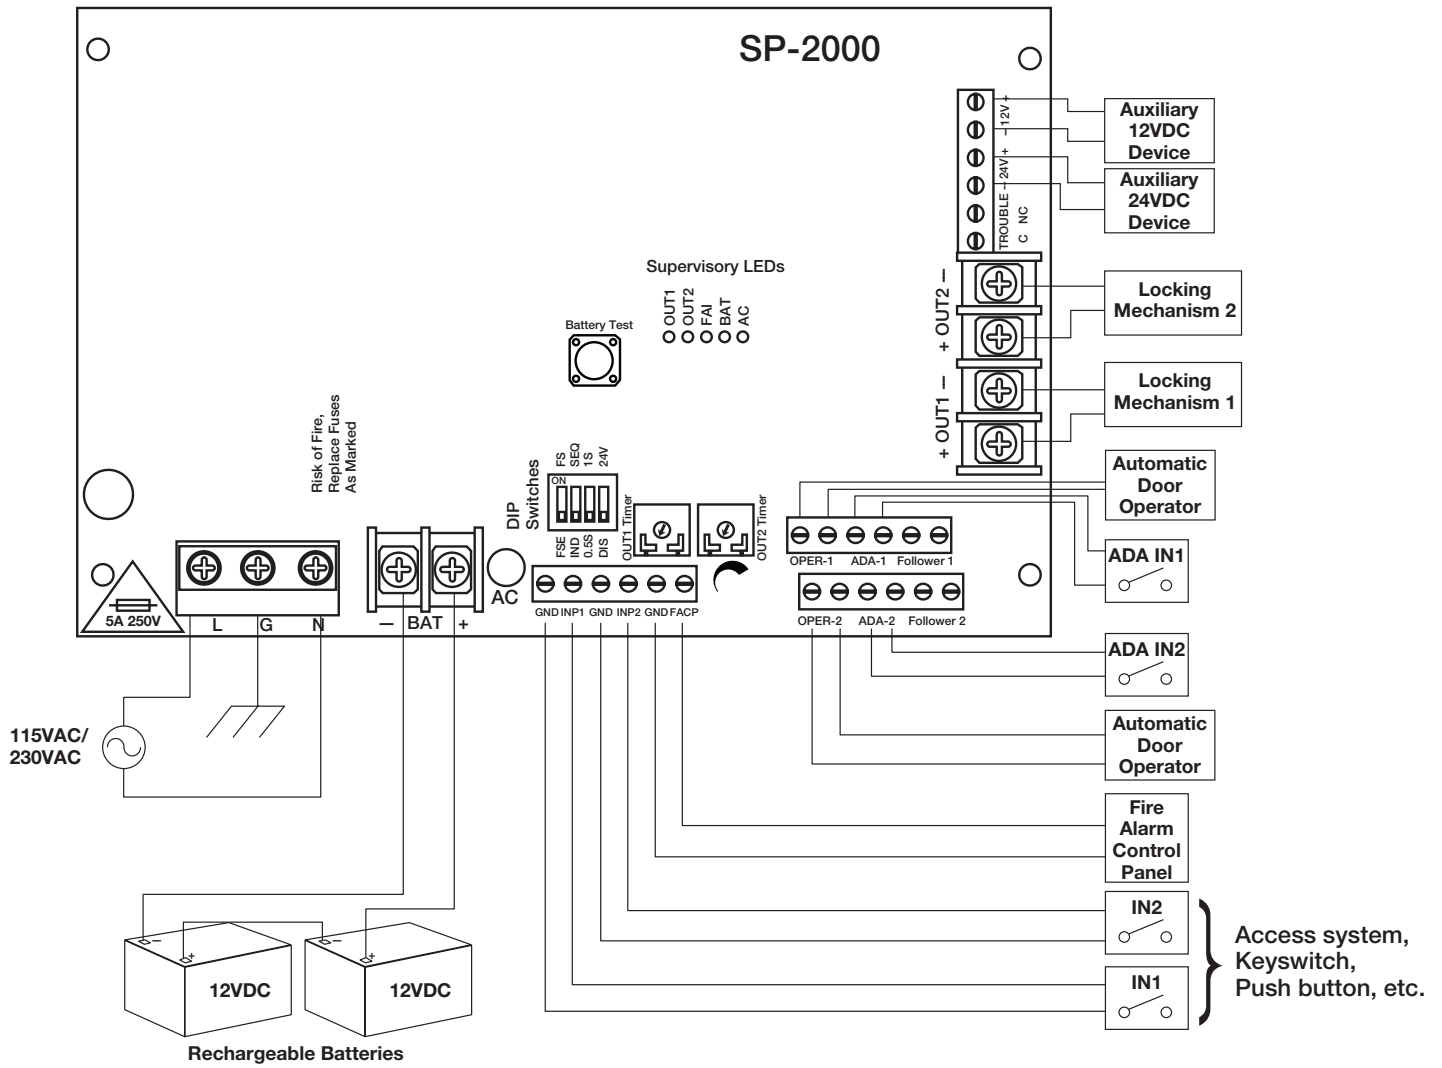 SP-2000
12V +
–
24V +
–
TROUBLE
C NC
Auxiliary
12VDC
Device
Auxiliary
24VDC
Device
+ OUT2 –
Locking
Mechanism 2
+ OUT1 –
Locking
Mechanism 1
Supervisory LEDs
OUT1
OUT2
FAI
BAT
AC
Battery Test
Risk of Fire,
Replace Fuses
As Marked
DIP
Switches
FS
SEQ
1S
24V
ON
FSE
IND
0.5S
DIS
OUT1 Timer
OUT2 Timer
Automatic
Door
Operator
OPER-1 ADA-1 Follower 1
ADA IN1
5A 250V
L G N
– BAT +
AC
GND INP1 GND INP2 GND FACP
OPER-2 ADA-2 Follower 2
ADA IN2
115VAC/
230VAC
Automatic
Door
Operator
Fire
Alarm
Control
Panel
IN2
IN1
Access system,
Keyswitch,
Push button, etc.
– +
12VDC
– +
12VDC
Rechargeable Batteries